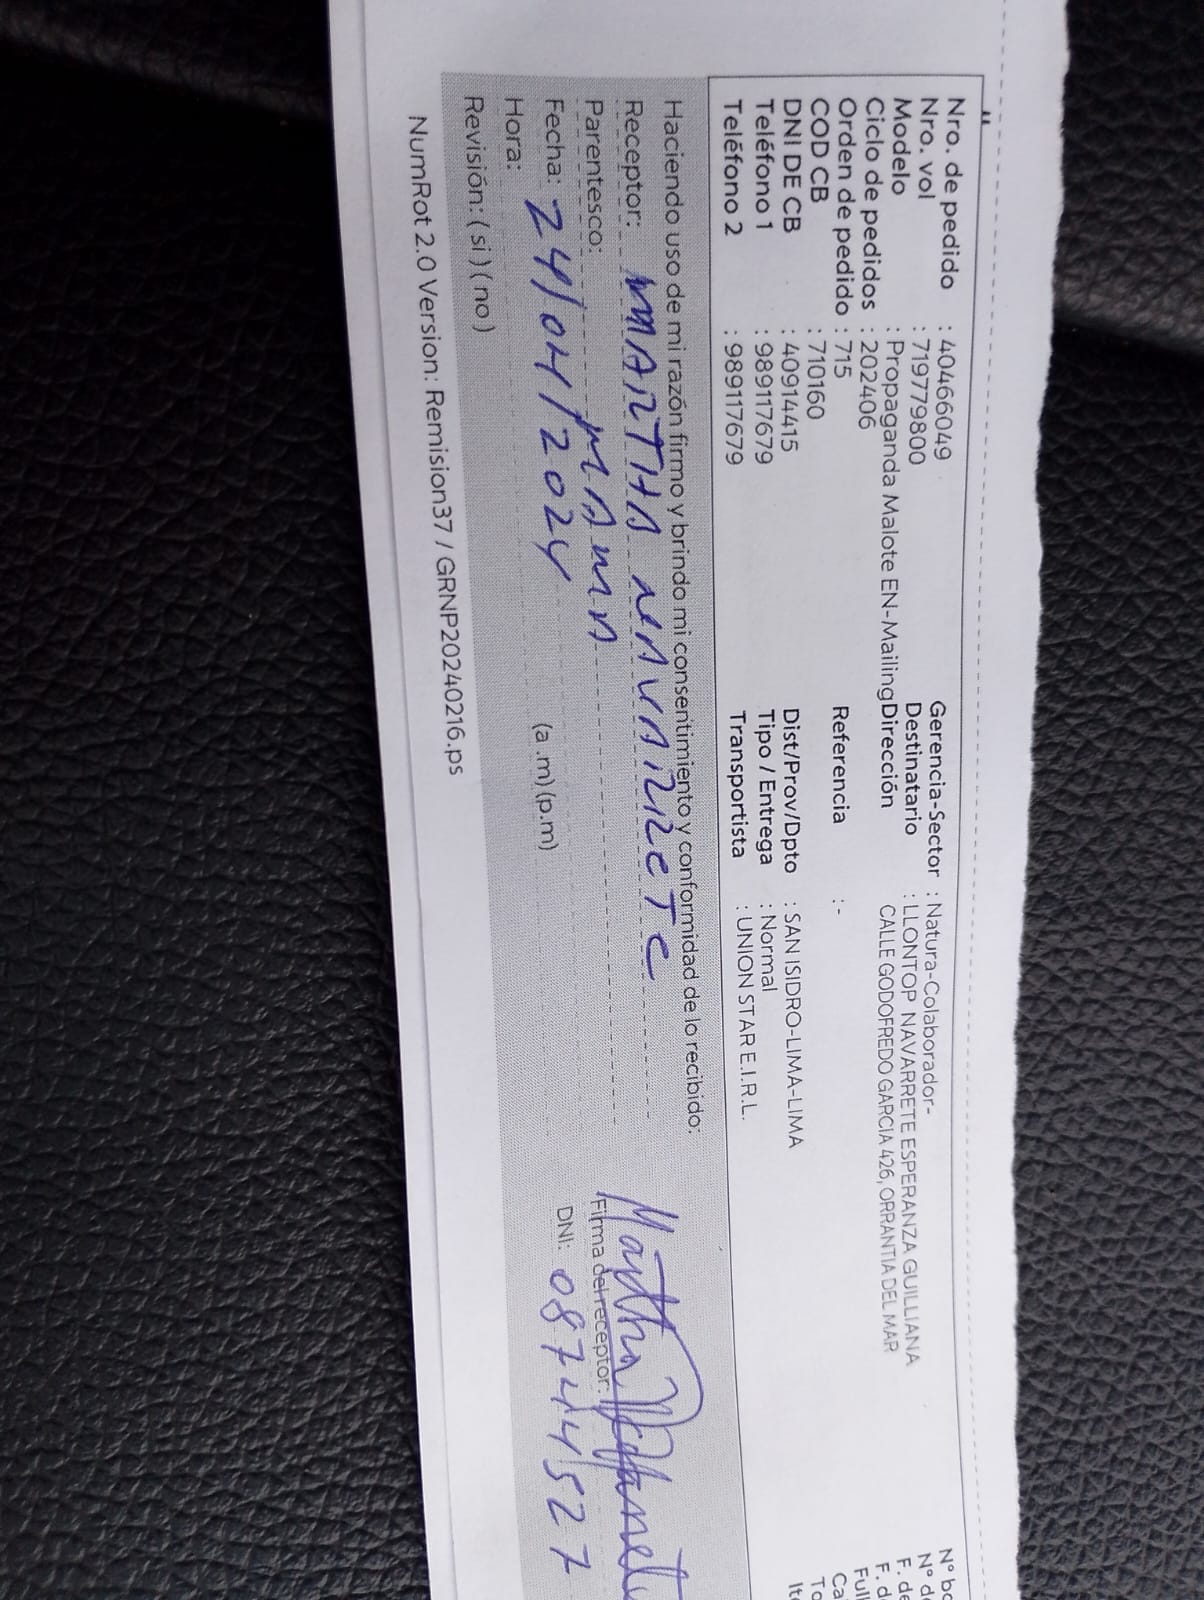 Nro. de pedido : 40466049
Nro. vol : 719779800
Modelo : Propaganda Malote EN-Mailing
Ciclo de pedidos : 202406
Orden de pedido : 715
COD CB : 710160
DNI DE CB : 40914415
Teléfono 1 : 989117679
Teléfono 2 : 989117679
Gerencia-Sector : Natura-Colaborador-
Destinatario : LLONTOP NAVARRETE ESPERANZA GUILLIANA
Dirección CALLE GODOFREDO GARCIA 426, ORRANTIA DEL MAR
Referencia :-
Dist/Prov/Dpto : SAN ISIDRO-LIMA-LIMA
Tipo / Entrega : Normal
Transportista : UNION STAR E.I.R.L.
Haciendo uso de mi razón firmo y brindo mi consentimiento y conformidad de lo recibido:
Receptor: MARTHA NAVARRETE
Parentesco: MAMA
Fecha: 24/04/2024
Hora: (a .m) (p.m)
Revisión: ( si ) ( no )
Martha
Firma del receptor:
DNI: 08744527
NumRot 2.0 Version: Remision37 / GRNP20240216.ps